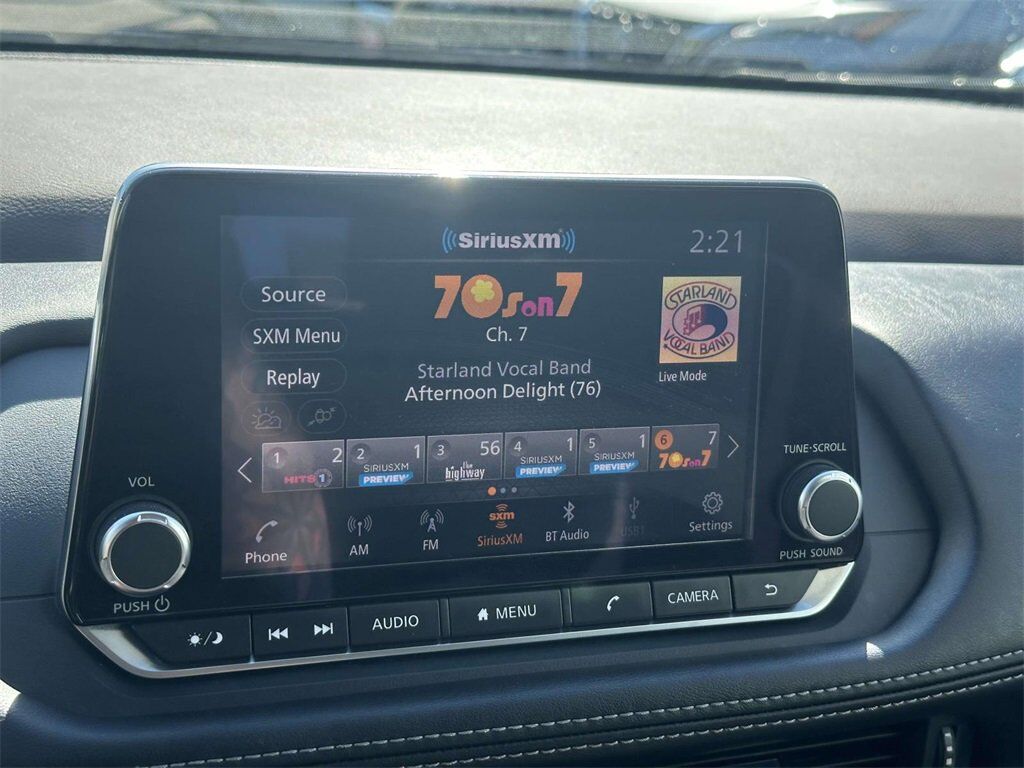 SiriusXM
2:21
Source
70s on 7
STARLAND
VOCAL BAND
SXM Menu
Ch. 7
Replay
Starland Vocal Band
Live Mode
Afternoon Delight (76)
1 2 HITS 1
2 1 SIRIUSXM PREVIEW
3 56 the highway
4 1 SIRIUSXM PREVIEW
5 1 SIRIUSXM PREVIEW
6 7 70s on 7
TUNE·SCROLL
VOL
Phone
AM
FM
sxm
SiriusXM
BT Audio
Settings
PUSH SOUND
PUSH
AUDIO
MENU
CAMERA